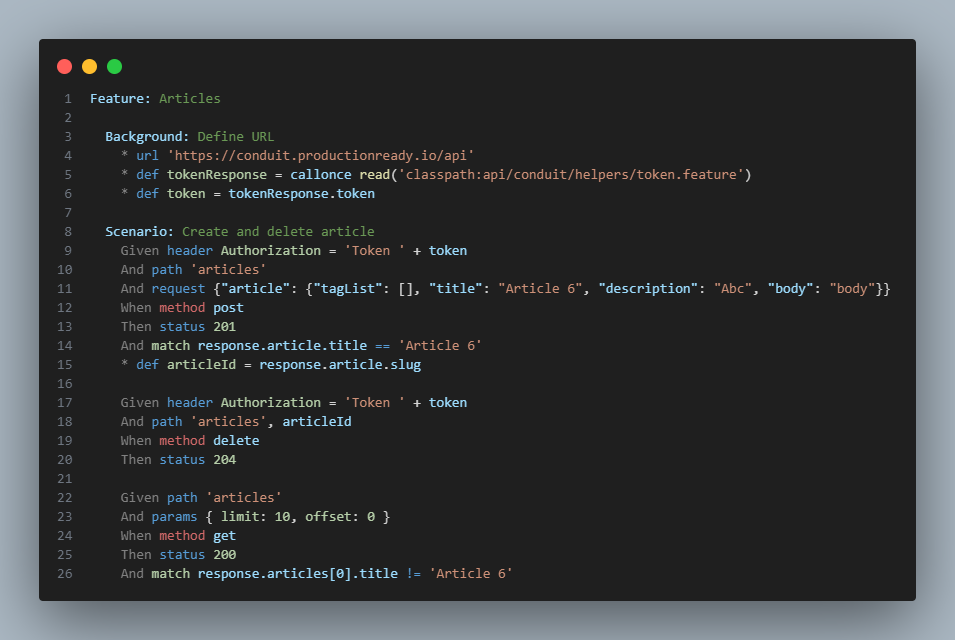 1 Feature: Articles
2
3 Background: Define URL
4 * url 'https://conduit.productionready.io/api'
5 * def tokenResponse = callonce read('classpath:api/conduit/helpers/token.feature')
6 * def token = tokenResponse.token
7
8 Scenario: Create and delete article
9 Given header Authorization = 'Token ' + token
10 And path 'articles'
11 And request {"article": {"tagList": [], "title": "Article 6", "description": "Abc", "body": "body"}}
12 When method post
13 Then status 201
14 And match response.article.title == 'Article 6'
15 * def articleId = response.article.slug
16
17 Given header Authorization = 'Token ' + token
18 And path 'articles', articleId
19 When method delete
20 Then status 204
21
22 Given path 'articles'
23 And params { limit: 10, offset: 0 }
24 When method get
25 Then status 200
26 And match response.articles[0].title != 'Article 6'